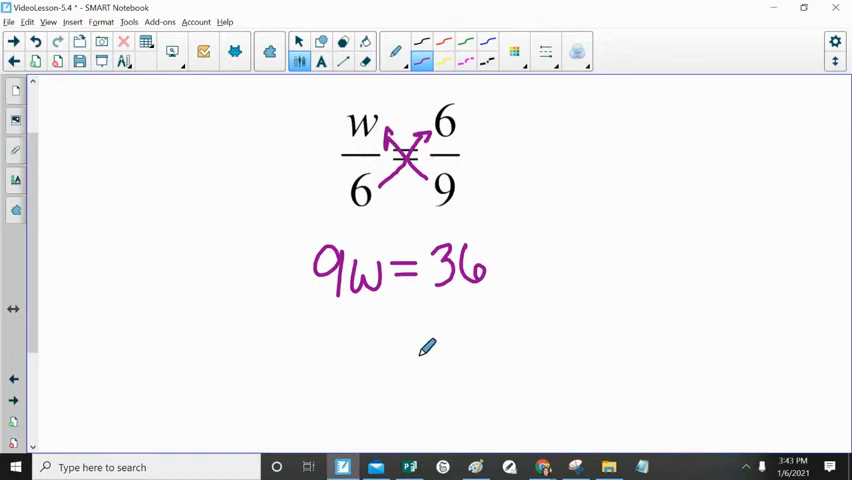 VideoLesson-5.4 * - SMART Notebook
File Edit View Insert Format Tools Add-ons Account Help
w 6
= 
6 9
9w = 36
Type here to search
3:43 PM
1/6/2021